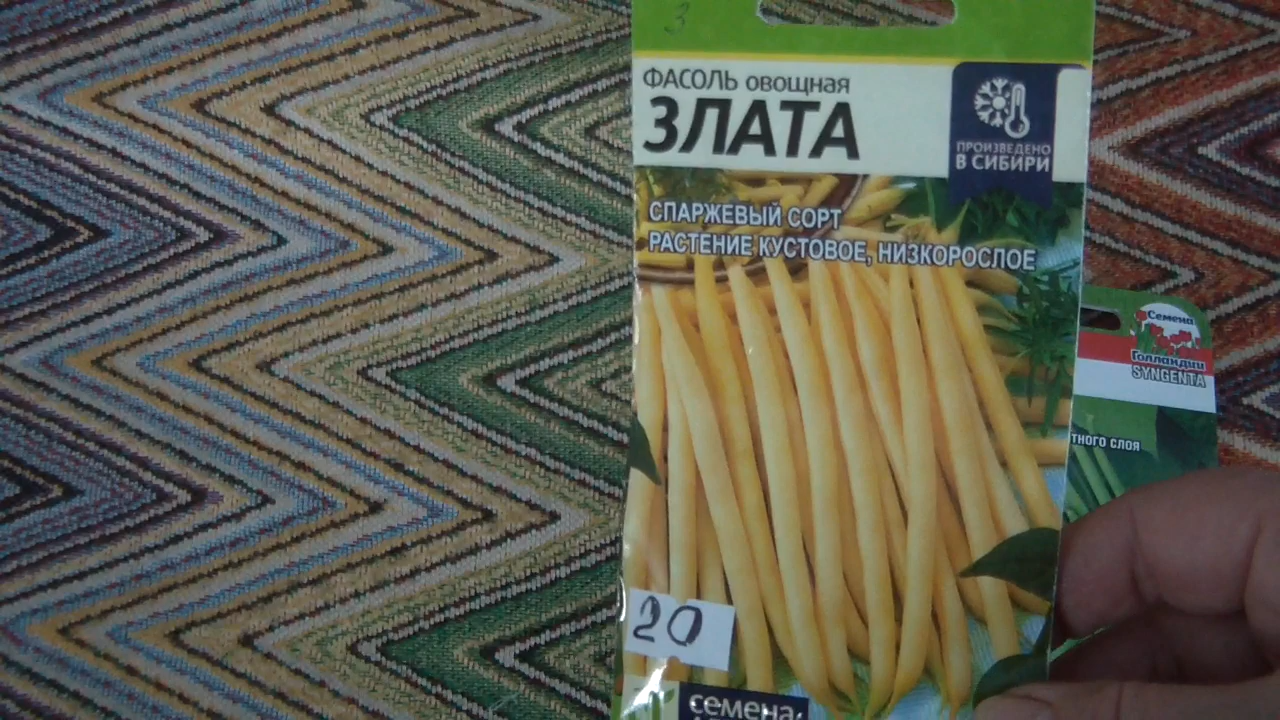 3
ФАСОЛЬ овощная
ЗЛАТА
ПРОИЗВЕДЕНО
В СИБИРИ
СПАРЖЕВЫЙ СОРТ
РАСТЕНИЕ КУСТОВОЕ, НИЗКОРОСЛОЕ
Семена
Голландии
SYNGENTA
тного слоя
20
семена